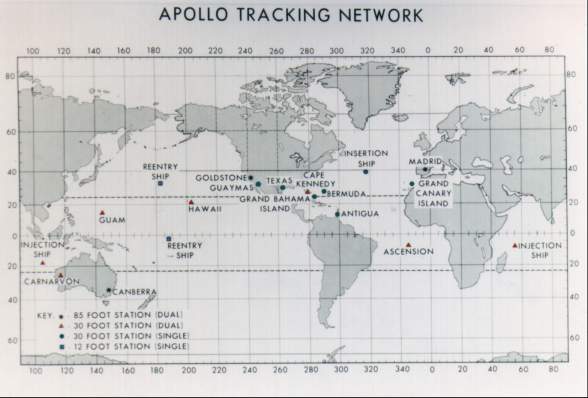 APOLLO TRACKING NETWORK
100 120 140 160 180 200 220 240 260 280 300 320 340 0 20 40 60
80 80
60 60
40 40
20 20
0 0
20 20
40 40
60 60
INSERTION
SHIP
MADRID
REENTRY
SHIP
GOLDSTONE
GUAYMAS
TEXAS
CAPE
KENNEDY
BERMUDA
GRAND BAHAMA
ISLAND
GRAND
CANARY
ISLAND
HAWAII
GUAM
ANTIGUA
INJECTION
SHIP
REENTRY
SHIP
ASCENSION
INJECTION
SHIP
CARNARVON
CANBERRA
KEY:
85 FOOT STATION (DUAL)
30 FOOT STATION (DUAL)
30 FOOT STATION (SINGLE)
12 FOOT STATION (SINGLE)
100 120 140 160 180 200 220 240 260 280 300 320 340 0 20 40 60